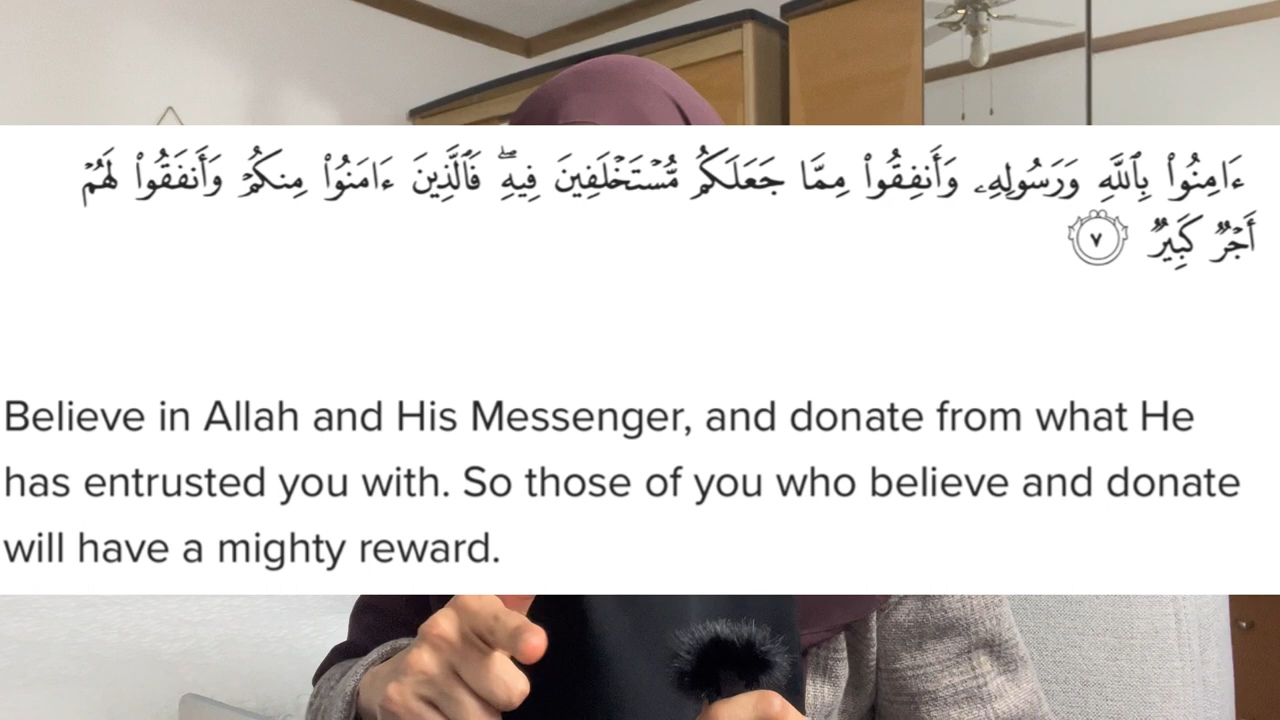 ءَامِنُوا۟ بِٱللَّهِ وَرَسُولِهِۦ وَأَنفِقُوا۟ مِمَّا جَعَلَكُم مُّسْتَخْلَفِينَ فِيهِ ۖ فَٱلَّذِينَ ءَامَنُوا۟ مِنكُمْ وَأَنفَقُوا۟ لَهُمْ
أَجْرٌ كَبِيرٌ ٧
Believe in Allah and His Messenger, and donate from what He
has entrusted you with. So those of you who believe and donate
will have a mighty reward.